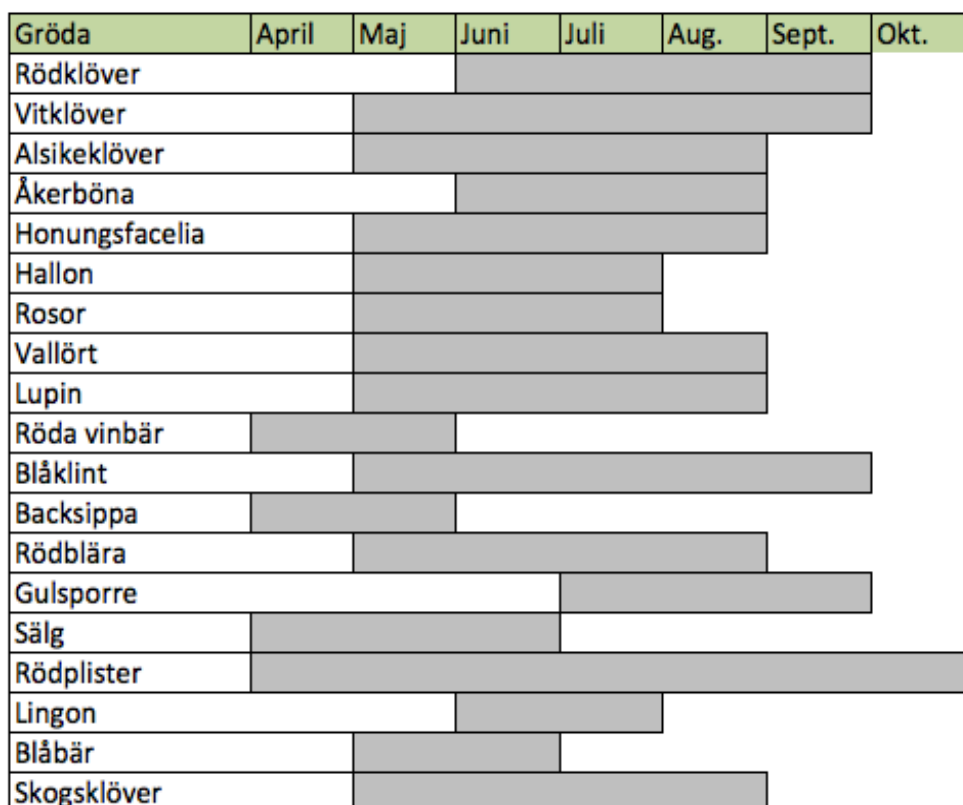 Gröda April Maj Juni Juli Aug. Sept. Okt.
Rödklöver
Vitklöver
Alsikeklöver
Åkerböna
Honungsfacelia
Hallon
Rosor
Vallört
Lupin
Röda vinbär
Blåklint
Backsippa
Rödblära
Gulsporre
Sälg
Rödplister
Lingon
Blåbär
Skogsklöver